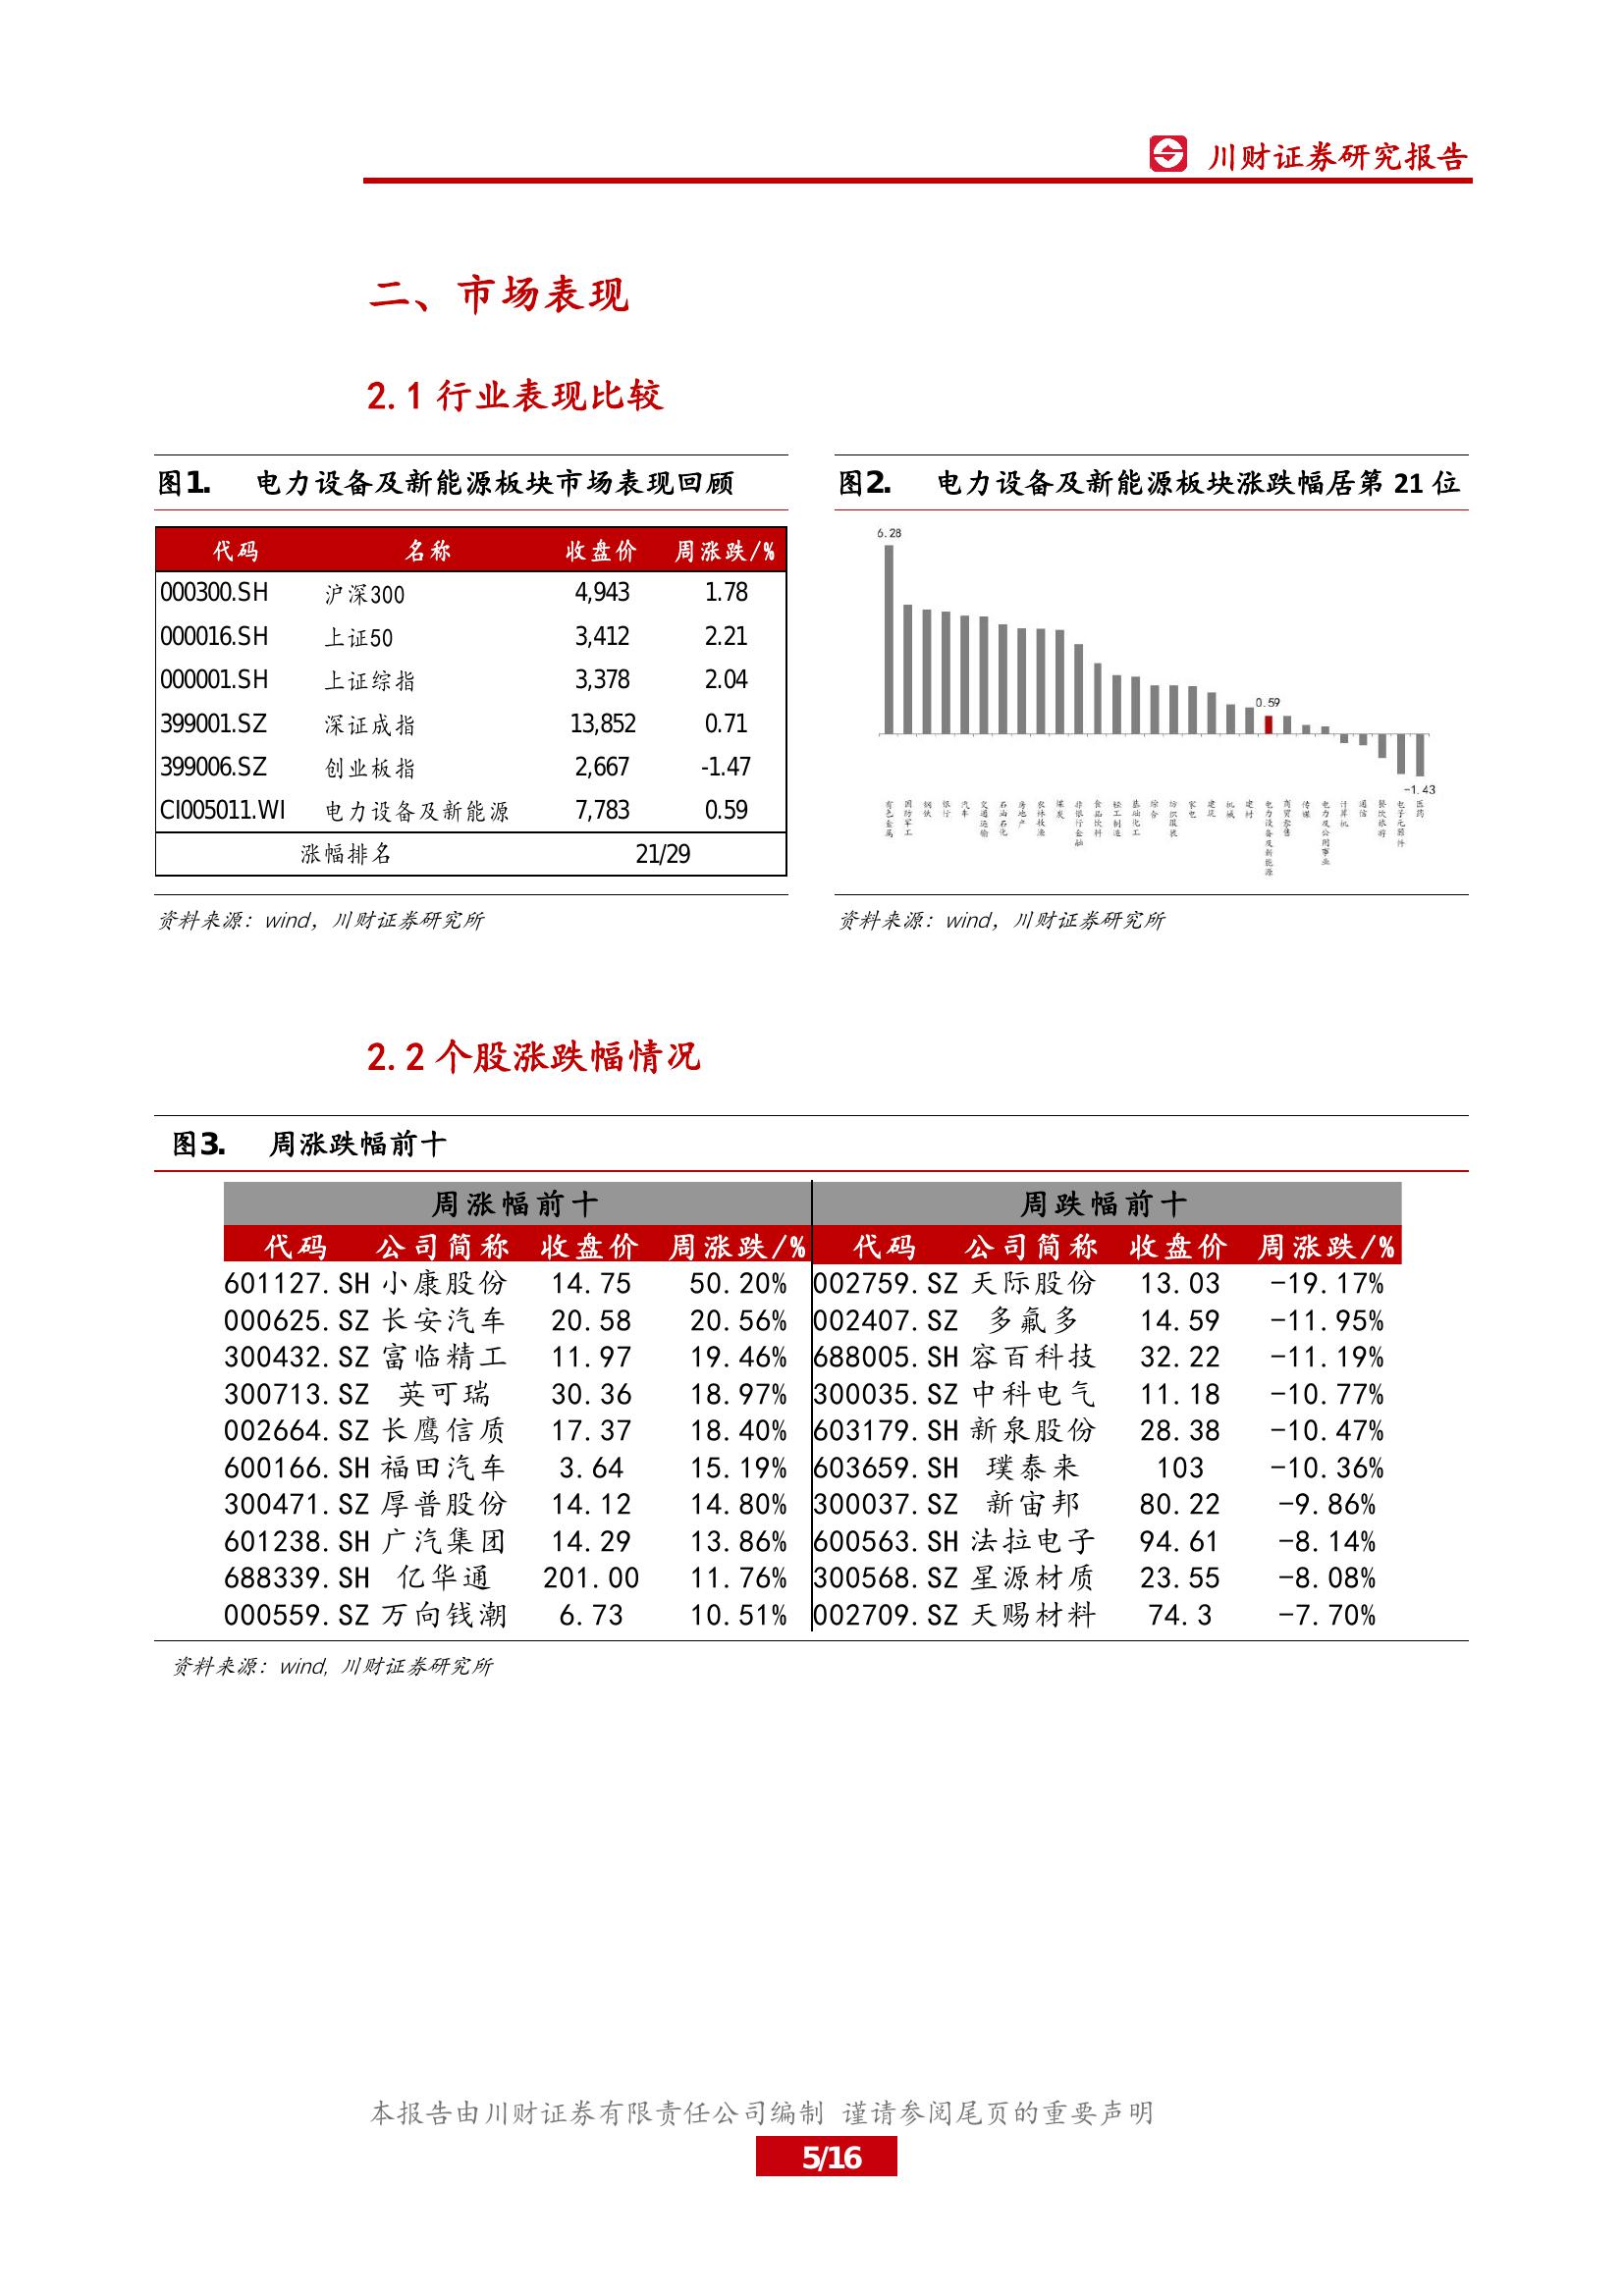 川财证券研究报告
二、市场表现
2.1 行业表现比较
图1. 电力设备及新能源板块市场表现回顾
代码 名称 收盘价 周涨跌/%
000300.SH 沪深300 4,943 1.78
000016.SH 上证50 3,412 2.21
000001.SH 上证综指 3,378 2.04
399001.SZ 深证成指 13,852 0.71
399006.SZ 创业板指 2,667 -1.47
CI005011.WI 电力设备及新能源 7,783 0.59
涨幅排名 21/29
资料来源：wind，川财证券研究所
图2. 电力设备及新能源板块涨跌幅居第 21 位
6.28
0.59
-1.43
有色金属
国防军工
钢铁
银行
汽车
交通运输
石油石化
房地产
农林牧渔
煤炭
非银行金融
食品饮料
轻工制造
基础化工
综合
纺织服装
家电
建筑
机械
建材
电力设备及新能源
商贸零售
传媒
电力及公用事业
计算机
通信
餐饮旅游
电子元器件
医药
资料来源：wind，川财证券研究所
2.2 个股涨跌幅情况
图3. 周涨跌幅前十
周涨幅前十 周跌幅前十
代码 公司简称 收盘价 周涨跌/% 代码 公司简称 收盘价 周涨跌/%
601127.SH 小康股份 14.75 50.20% 002759.SZ 天际股份 13.03 -19.17%
000625.SZ 长安汽车 20.58 20.56% 002407.SZ 多氟多 14.59 -11.95%
300432.SZ 富临精工 11.97 19.46% 688005.SH 容百科技 32.22 -11.19%
300713.SZ 英可瑞 30.36 18.97% 300035.SZ 中科电气 11.18 -10.77%
002664.SZ 长鹰信质 17.37 18.40% 603179.SH 新泉股份 28.38 -10.47%
600166.SH 福田汽车 3.64 15.19% 603659.SH 璞泰来 103 -10.36%
300471.SZ 厚普股份 14.12 14.80% 300037.SZ 新宙邦 80.22 -9.86%
601238.SH 广汽集团 14.29 13.86% 600563.SH 法拉电子 94.61 -8.14%
688339.SH 亿华通 201.00 11.76% 300568.SZ 星源材质 23.55 -8.08%
000559.SZ 万向钱潮 6.73 10.51% 002709.SZ 天赐材料 74.3 -7.70%
资料来源：wind, 川财证券研究所
本报告由川财证券有限责任公司编制 谨请参阅尾页的重要声明
5/16